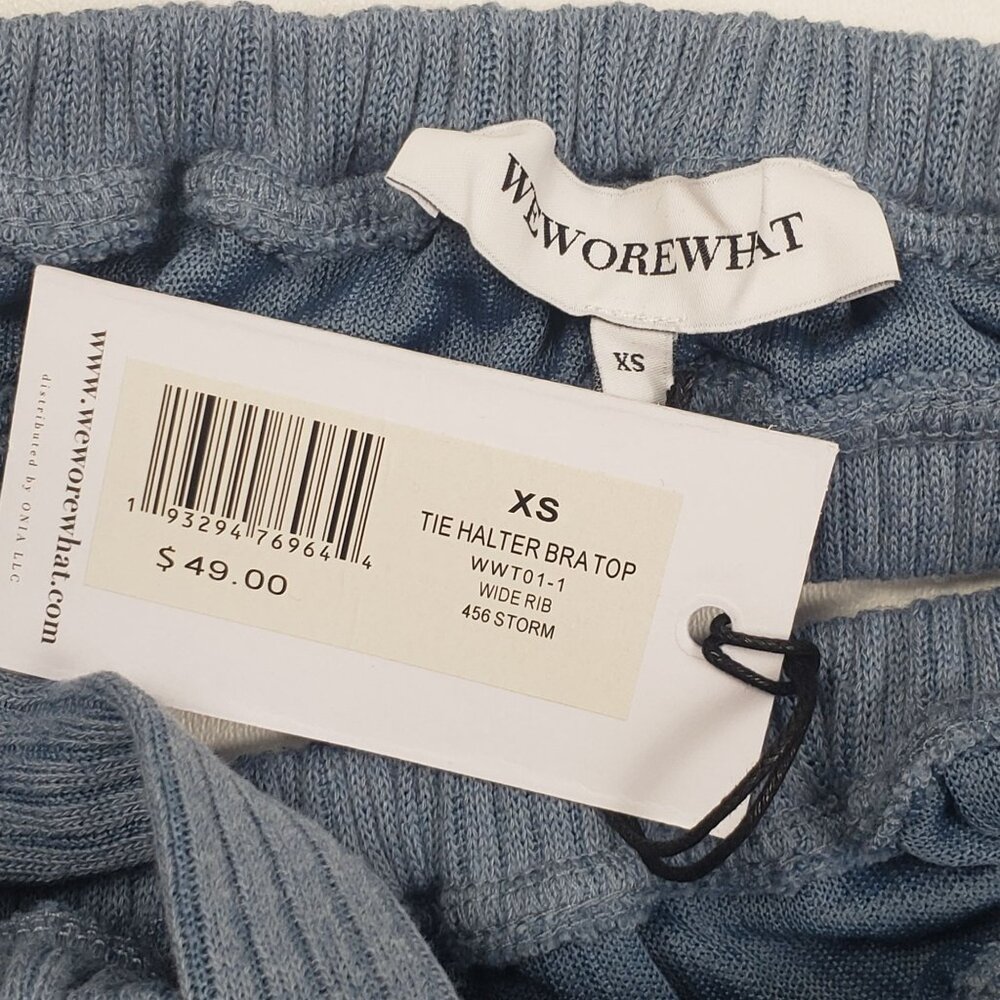 WEWOREWHAT
XS
www.weworewhat.com
distributed by ONIA LLC
1 93294 76964 4
$ 49.00
XS
TIE HALTER BRA TOP
WWT01-1
WIDE RIB
456 STORM